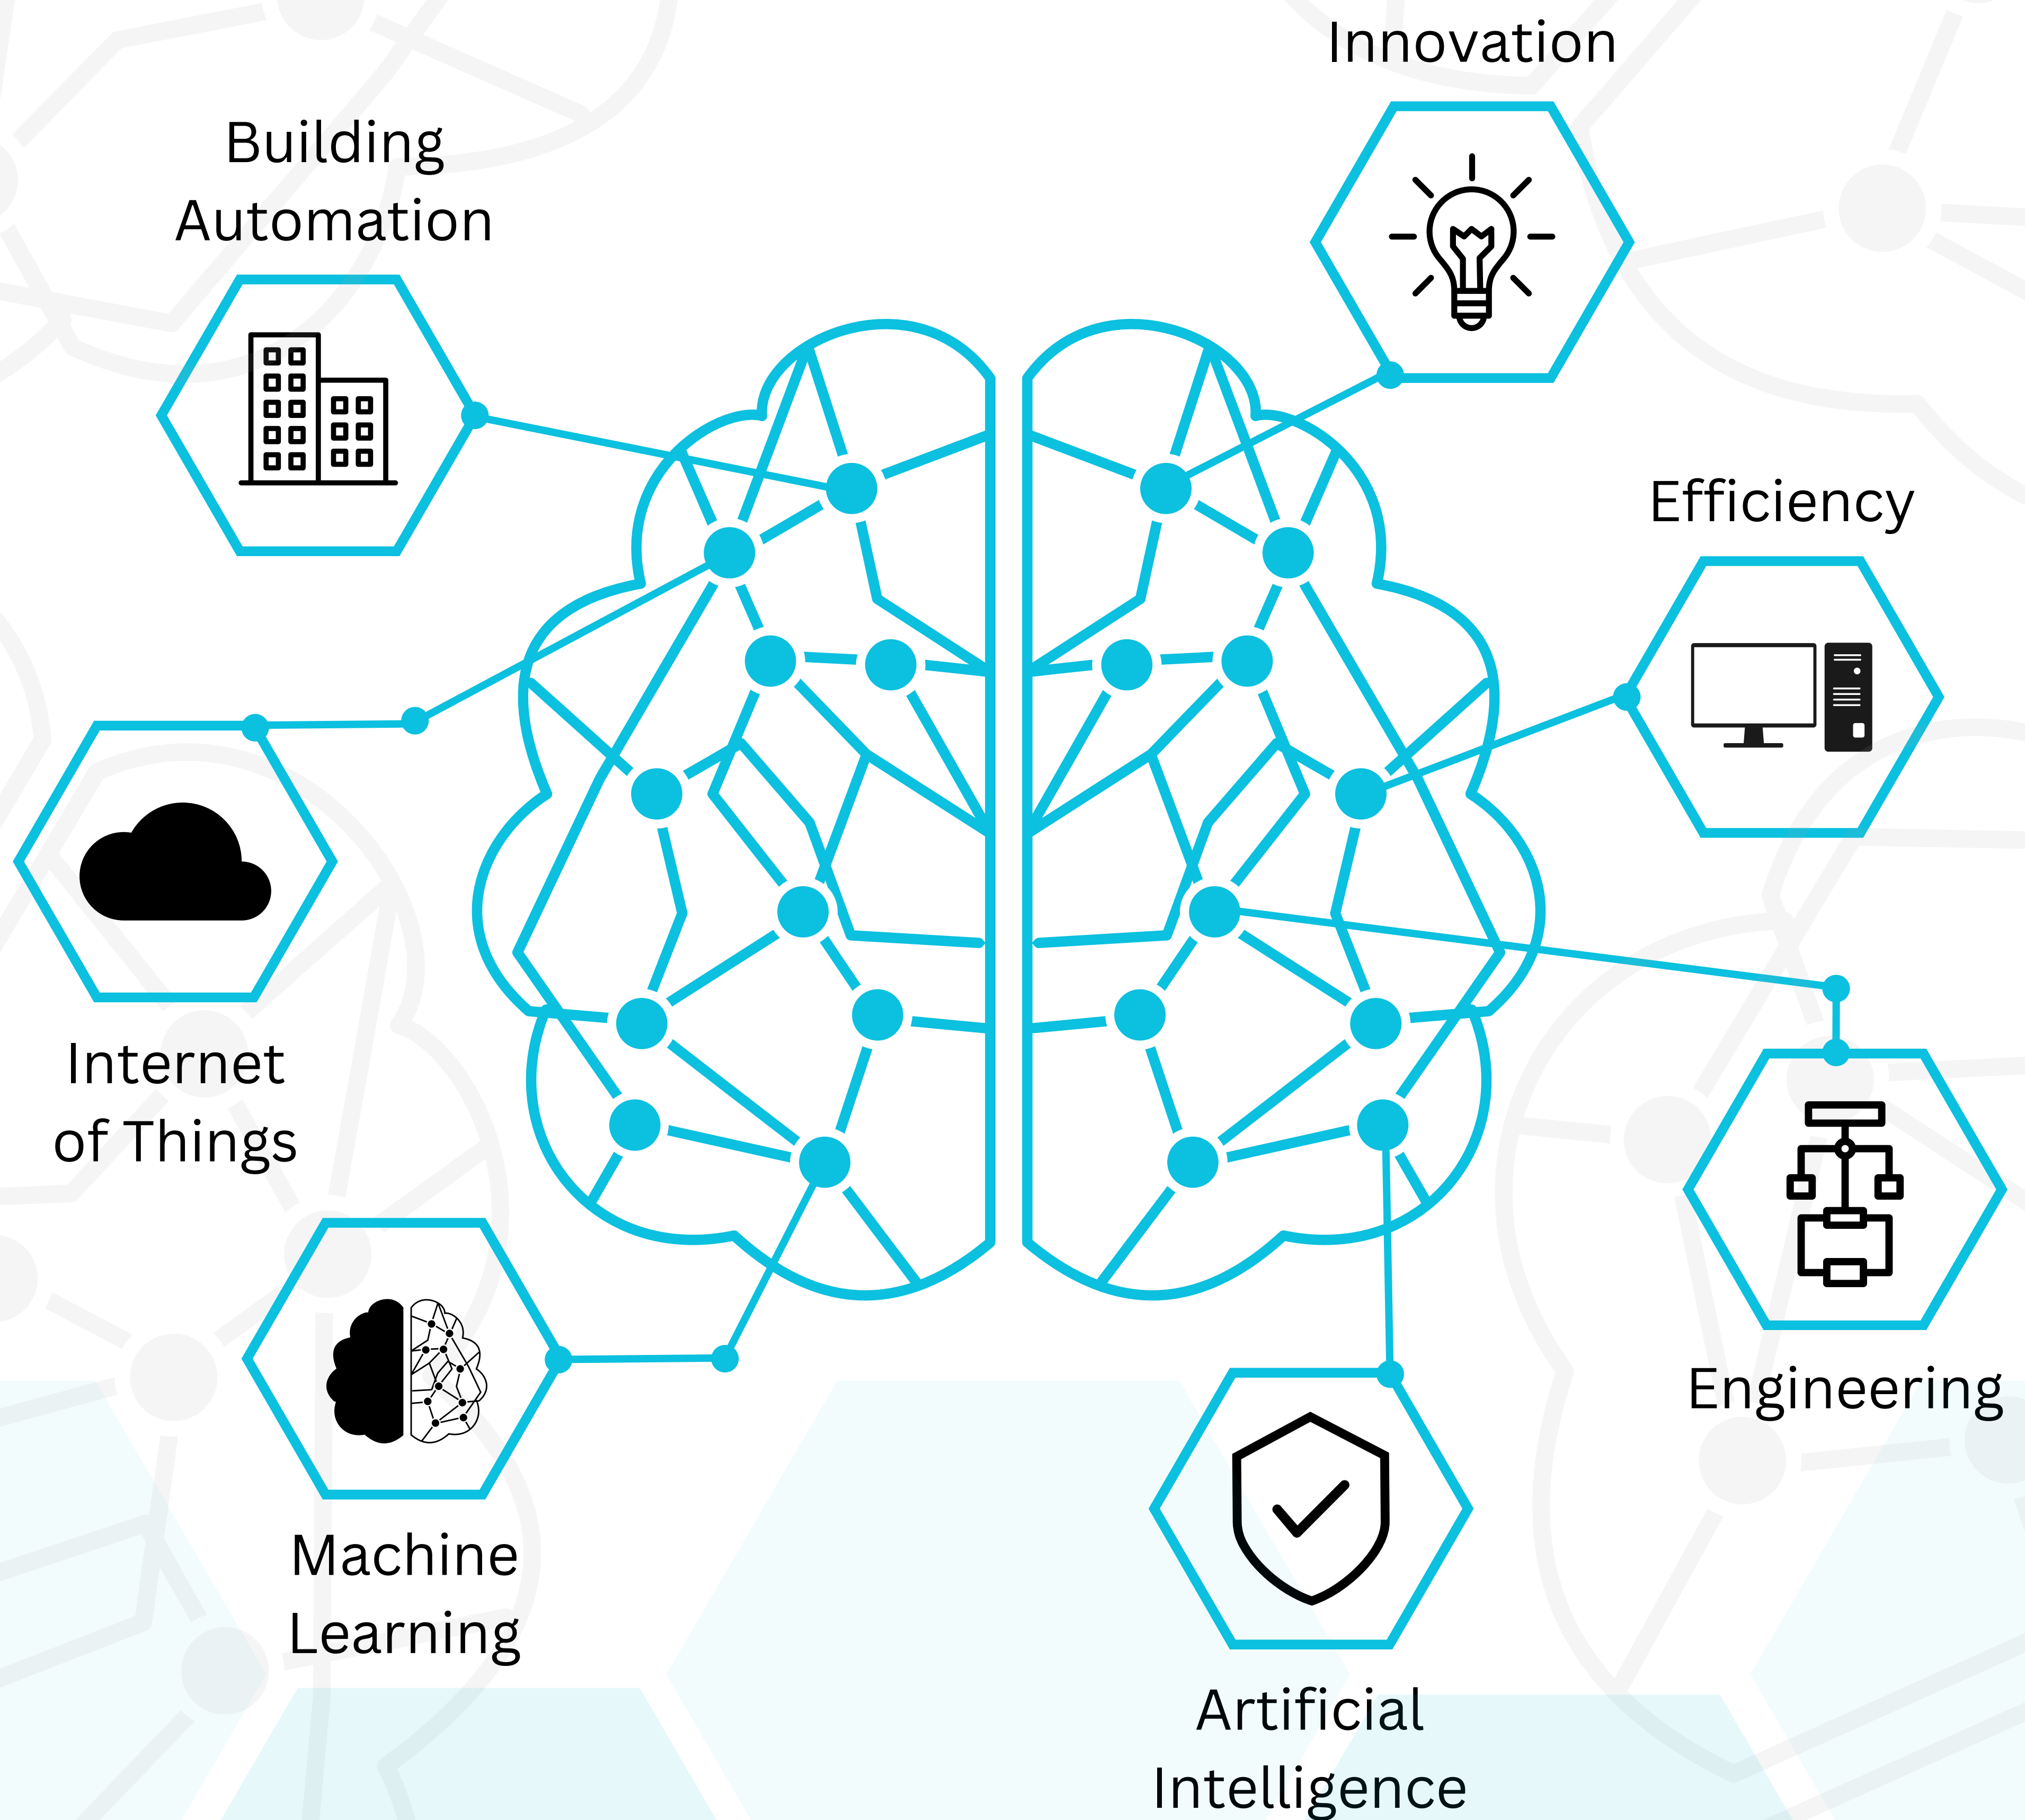 Innovation
Building
Automation
Efficiency
Internet
of Things
Engineering
Machine
Learning
Artificial
Intelligence